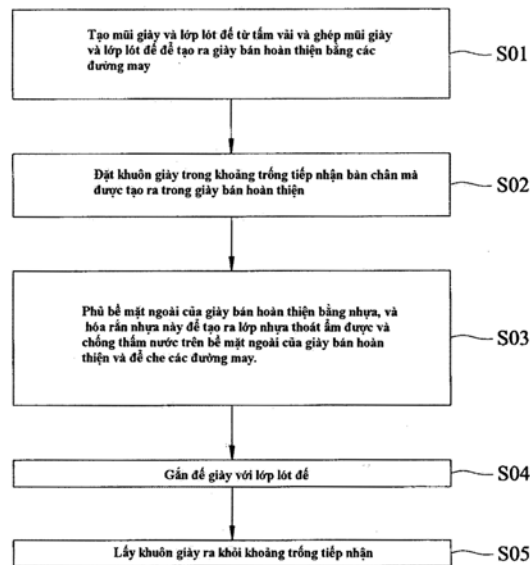 Tạo mũi giày và lớp lót đế từ tấm vải và ghép mũi giày
và lớp lót đế để tạo ra giày bán hoàn thiện bằng các
đường may
S01
Đặt khuôn giày trong khoảng trống tiếp nhận bàn chân mà
được tạo ra trong giày bán hoàn thiện
S02
Phủ bề mặt ngoài của giày bán hoàn thiện bằng nhựa, và
hóa rắn nhựa này để tạo ra lớp nhựa thoát ẩm được và
chống thấm nước trên bề mặt ngoài của giày bán hoàn
thiện và để che các đường may.
S03
Gắn đế giày với lớp lót đế
S04
Lấy khuôn giày ra khỏi khoảng trống tiếp nhận
S05